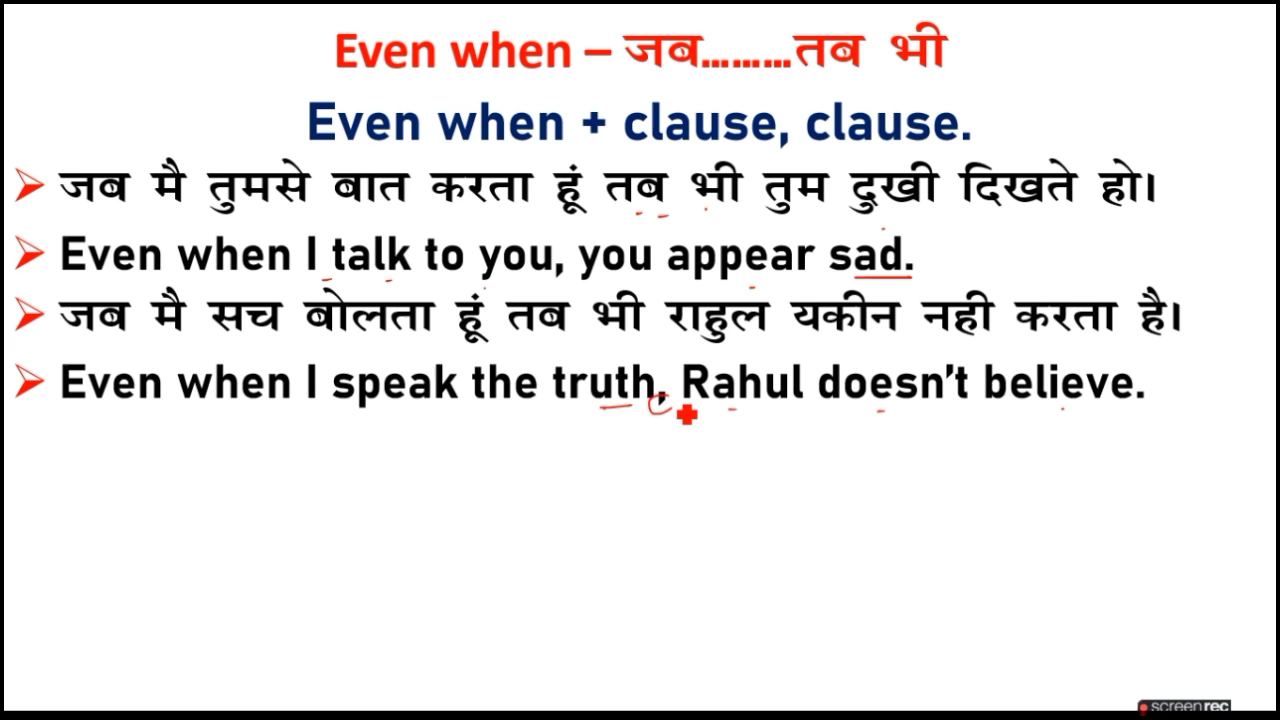 Even when – जब.........तब भी
Even when + clause, clause.
जब मै तुमसे बात करता हूं तब भी तुम दुखी दिखते हो।
Even when I talk to you, you appear sad.
जब मै सच बोलता हूं तब भी राहुल यकीन नही करता है।
Even when I speak the truth, Rahul doesn't believe.
screenrec